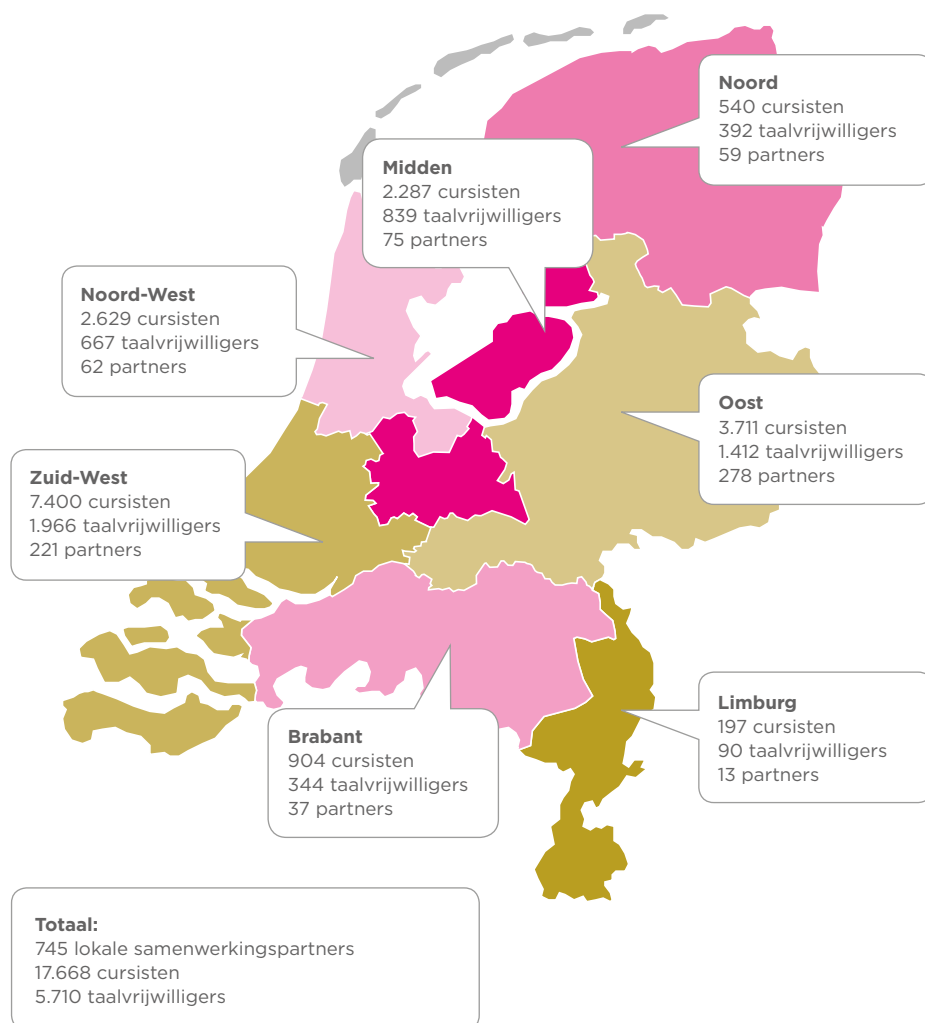 Noord
540 cursisten
392 taalvrijwilligers
59 partners
Midden
2.287 cursisten
839 taalvrijwilligers
75 partners
Noord-West
2.629 cursisten
667 taalvrijwilligers
62 partners
Oost
3.711 cursisten
1.412 taalvrijwilligers
278 partners
Zuid-West
7.400 cursisten
1.966 taalvrijwilligers
221 partners
Limburg
197 cursisten
90 taalvrijwilligers
13 partners
Brabant
904 cursisten
344 taalvrijwilligers
37 partners
Totaal:
745 lokale samenwerkingspartners
17.668 cursisten
5.710 taalvrijwilligers